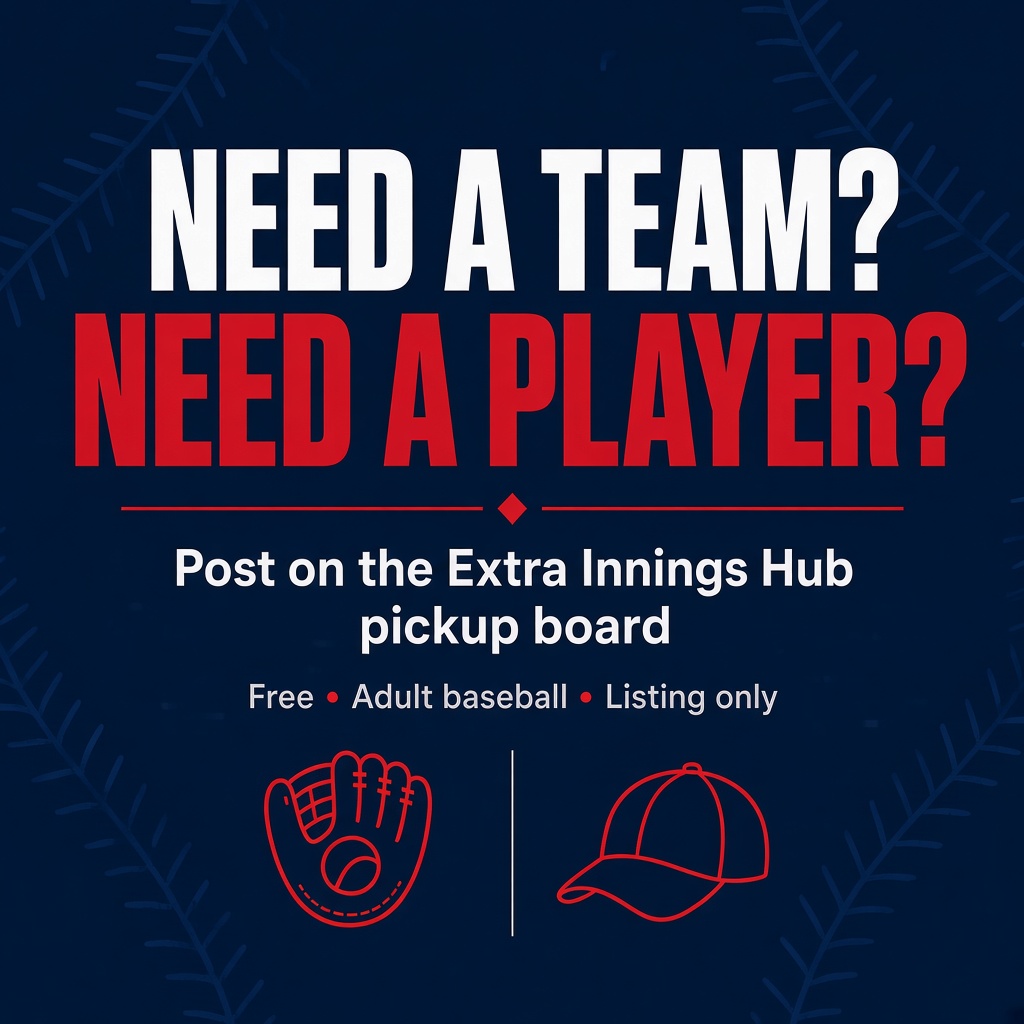 NEED A TEAM?
NEED A PLAYER?
Post on the Extra Innings Hub
pickup board
Free • Adult baseball • Listing only